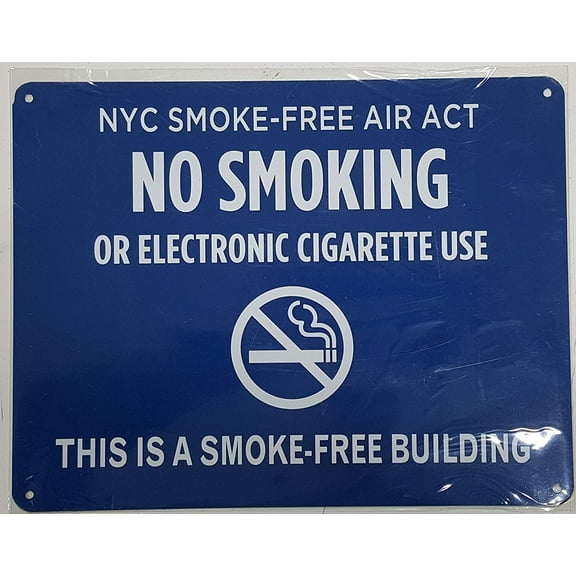 NYC SMOKE-FREE AIR ACT
NO SMOKING
OR ELECTRONIC CIGARETTE USE
THIS IS A SMOKE-FREE BUILDING